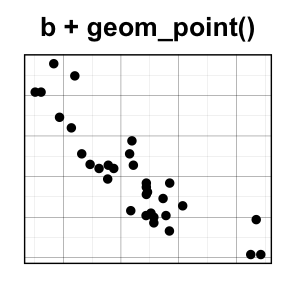 b + geom_point()